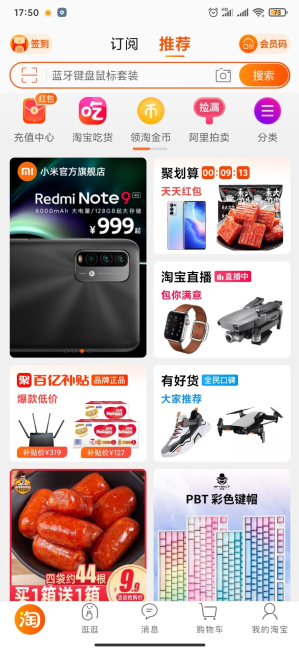 17:50
73
签到
订阅
推荐
会员码
蓝牙键盘鼠标套装
搜索
红包
捡漏
充值中心
淘宝吃货
领淘金币
阿里拍卖
分类
小米官方旗舰店
Redmi Note 9
6000mAh 大电量/128GB超大存储
¥999起
聚划算 00:09:13
天天红包
淘宝直播 直播中
包你满意
聚 百亿补贴 品牌正品
爆款低价
补贴价¥319
补贴价¥127
有好货 全民口碑
大家推荐
四袋约44根
买1箱送1箱
9.9
活动抢购价
PBT 彩色键帽
淘
逛逛
消息
购物车
我的淘宝